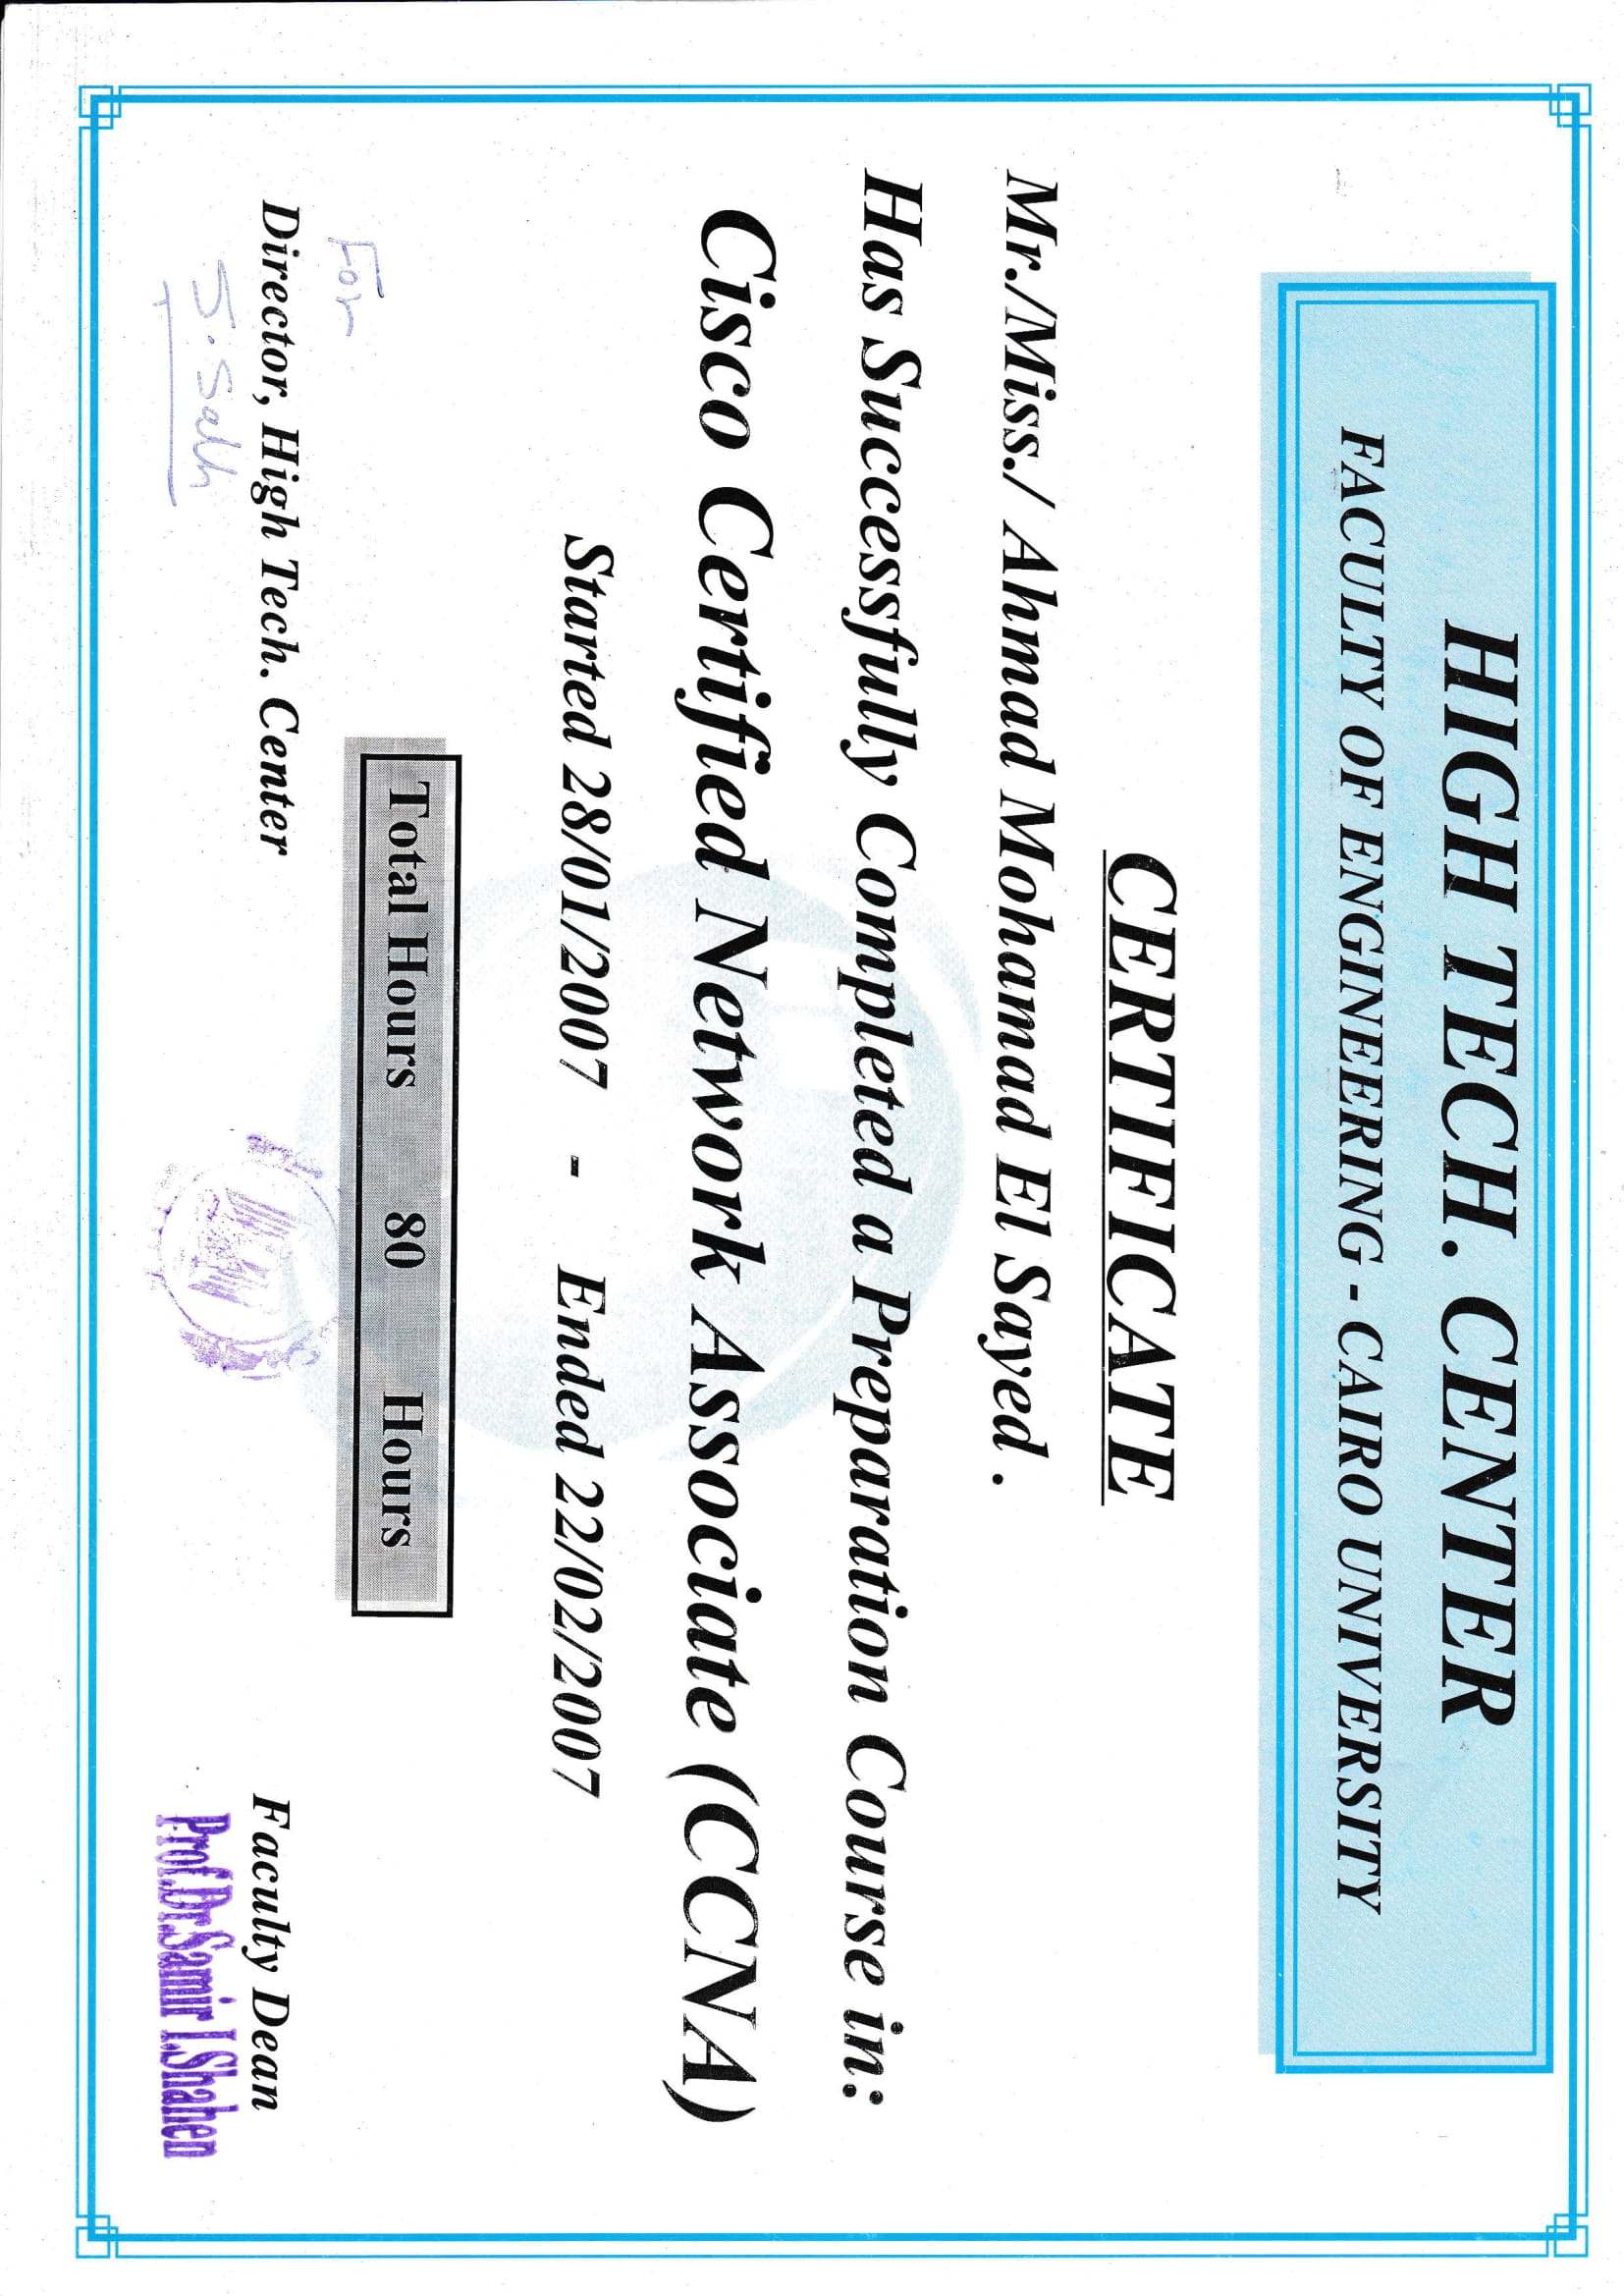 HIGH TECH. CENTER
FACULTY OF ENGINEERING - CAIRO UNIVERSITY
CERTIFICATE
Mr./Miss./ Ahmad Mohamad El Sayed .
Has Successfully Completed a Preparation Course in:
Cisco Certified Network Associate (CCNA)
Started 28/01/2007 - Ended 22/02/2007
Total Hours 80 Hours
For
Director, High Tech. Center
Faculty Dean
Prof.Dr.Samir I.Shahen